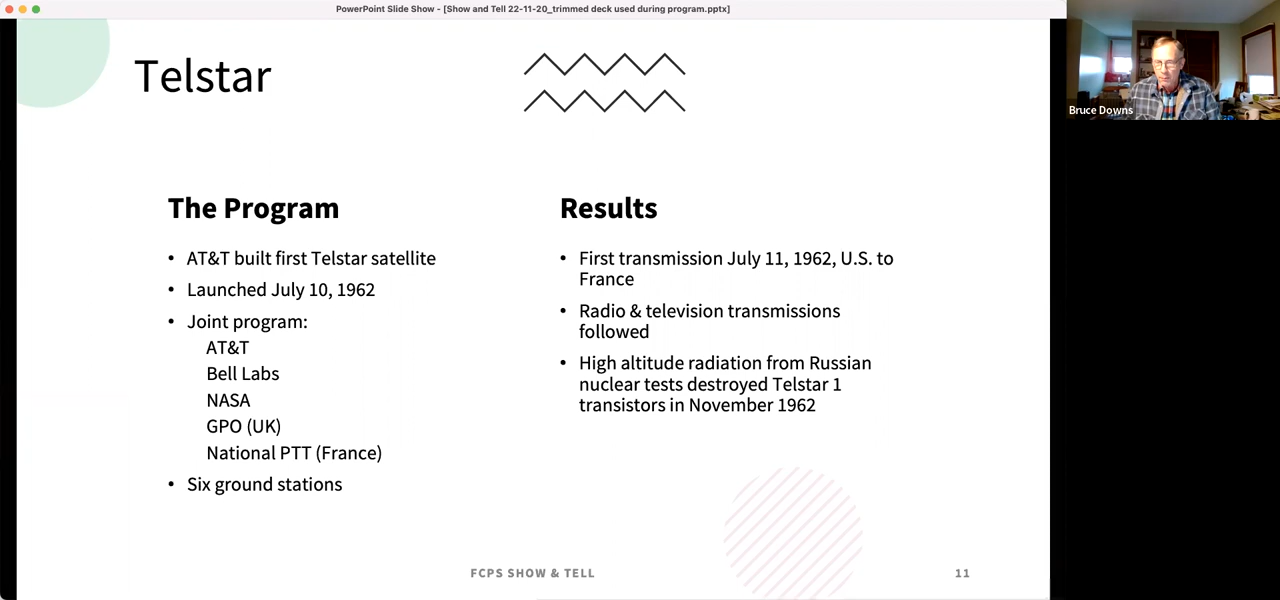 PowerPoint Slide Show - [Show and Tell 22-11-20_trimmed deck used during program.pptx]
Bruce Downs
Telstar
The Program
• AT&T built first Telstar satellite
• Launched July 10, 1962
• Joint program:
AT&T
Bell Labs
NASA
GPO (UK)
National PTT (France)
• Six ground stations
Results
• First transmission July 11, 1962, U.S. to
France
• Radio & television transmissions
followed
• High altitude radiation from Russian
nuclear tests destroyed Telstar 1
transistors in November 1962
FCPS SHOW & TELL
11